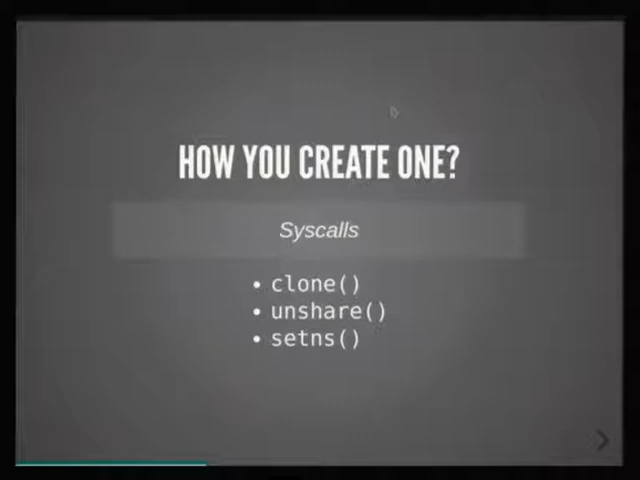 HOW YOU CREATE ONE?
Syscalls
• clone()
• unshare()
• setns()